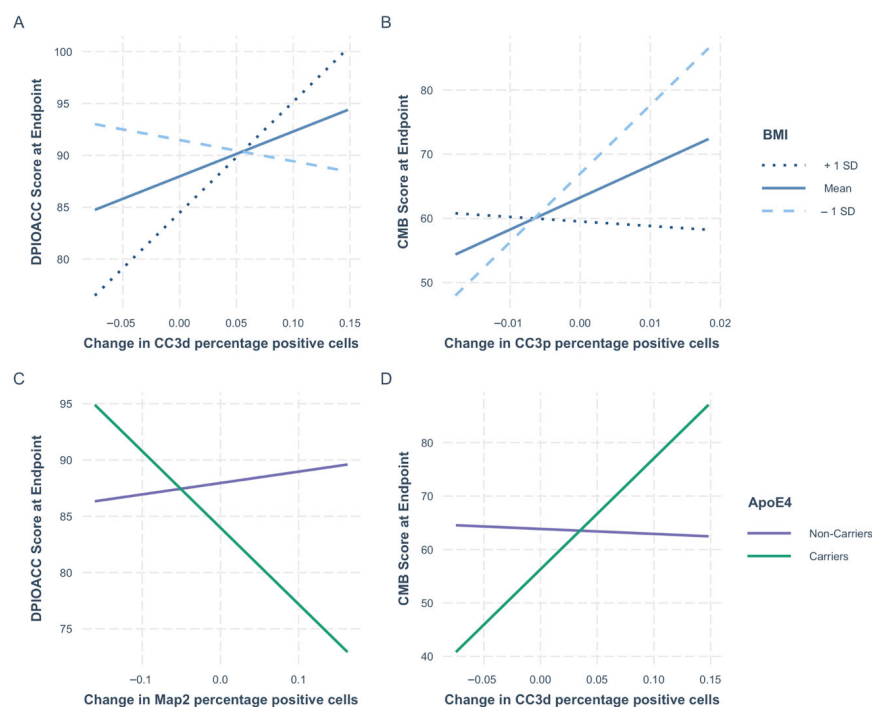 A
DPIOACC Score at Endpoint
100
95
90
85
80
−0.05
0.00
0.05
0.10
0.15
Change in CC3d percentage positive cells
B
CMB Score at Endpoint
80
70
60
50
−0.01
0.00
0.01
0.02
Change in CC3p percentage positive cells
BMI
+ 1 SD
Mean
− 1 SD
C
DPIOACC Score at Endpoint
95
90
85
80
75
−0.1
0.0
0.1
Change in Map2 percentage positive cells
D
CMB Score at Endpoint
80
70
60
50
40
−0.05
0.00
0.05
0.10
0.15
Change in CC3d percentage positive cells
ApoE4
Non-Carriers
Carriers